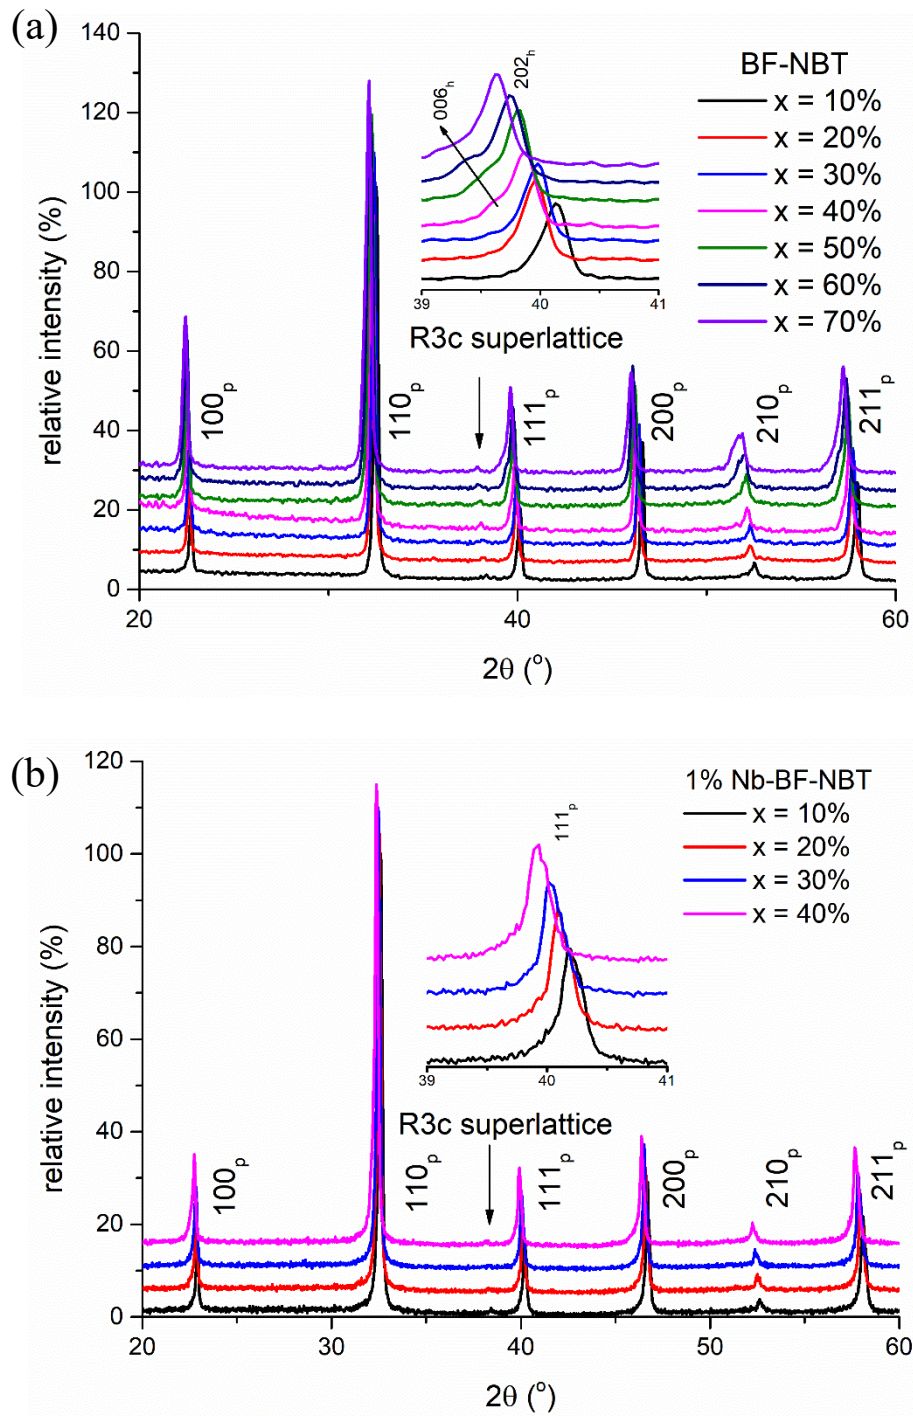 (a)
140
120
100
80
60
40
20
0
relative intensity (%)
BF-NBT
x = 10%
x = 20%
x = 30%
x = 40%
x = 50%
x = 60%
x = 70%
006h
202h
39
40
41
R3c superlattice
100p
110p
111p
200p
210p
211p
20
40
60
2θ (°)
(b)
120
100
80
60
40
20
0
relative intensity (%)
1% Nb-BF-NBT
x = 10%
x = 20%
x = 30%
x = 40%
111p
39
40
41
R3c superlattice
100p
110p
111p
200p
210p
211p
20
30
40
50
60
2θ (°)